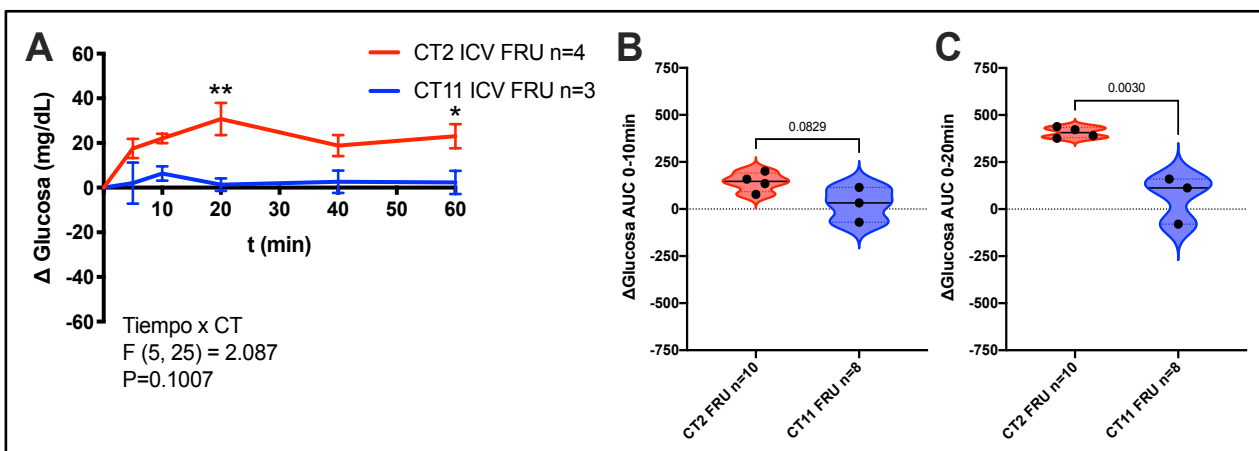 A
Δ Glucosa (mg/dL)
60
40
20
0
-20
-40
-60
10
20
30
40
50
60
t (min)
**
*
CT2 ICV FRU n=4
CT11 ICV FRU n=3
Tiempo x CT
F (5, 25) = 2.087
P=0.1007
B
ΔGlucosa AUC 0-10min
750
500
250
0
-250
-500
-750
0.0829
CT2 FRU n=10
CT11 FRU n=8
C
ΔGlucosa AUC 0-20min
750
500
250
0
-250
-500
-750
0.0030
CT2 FRU n=10
CT11 FRU n=8